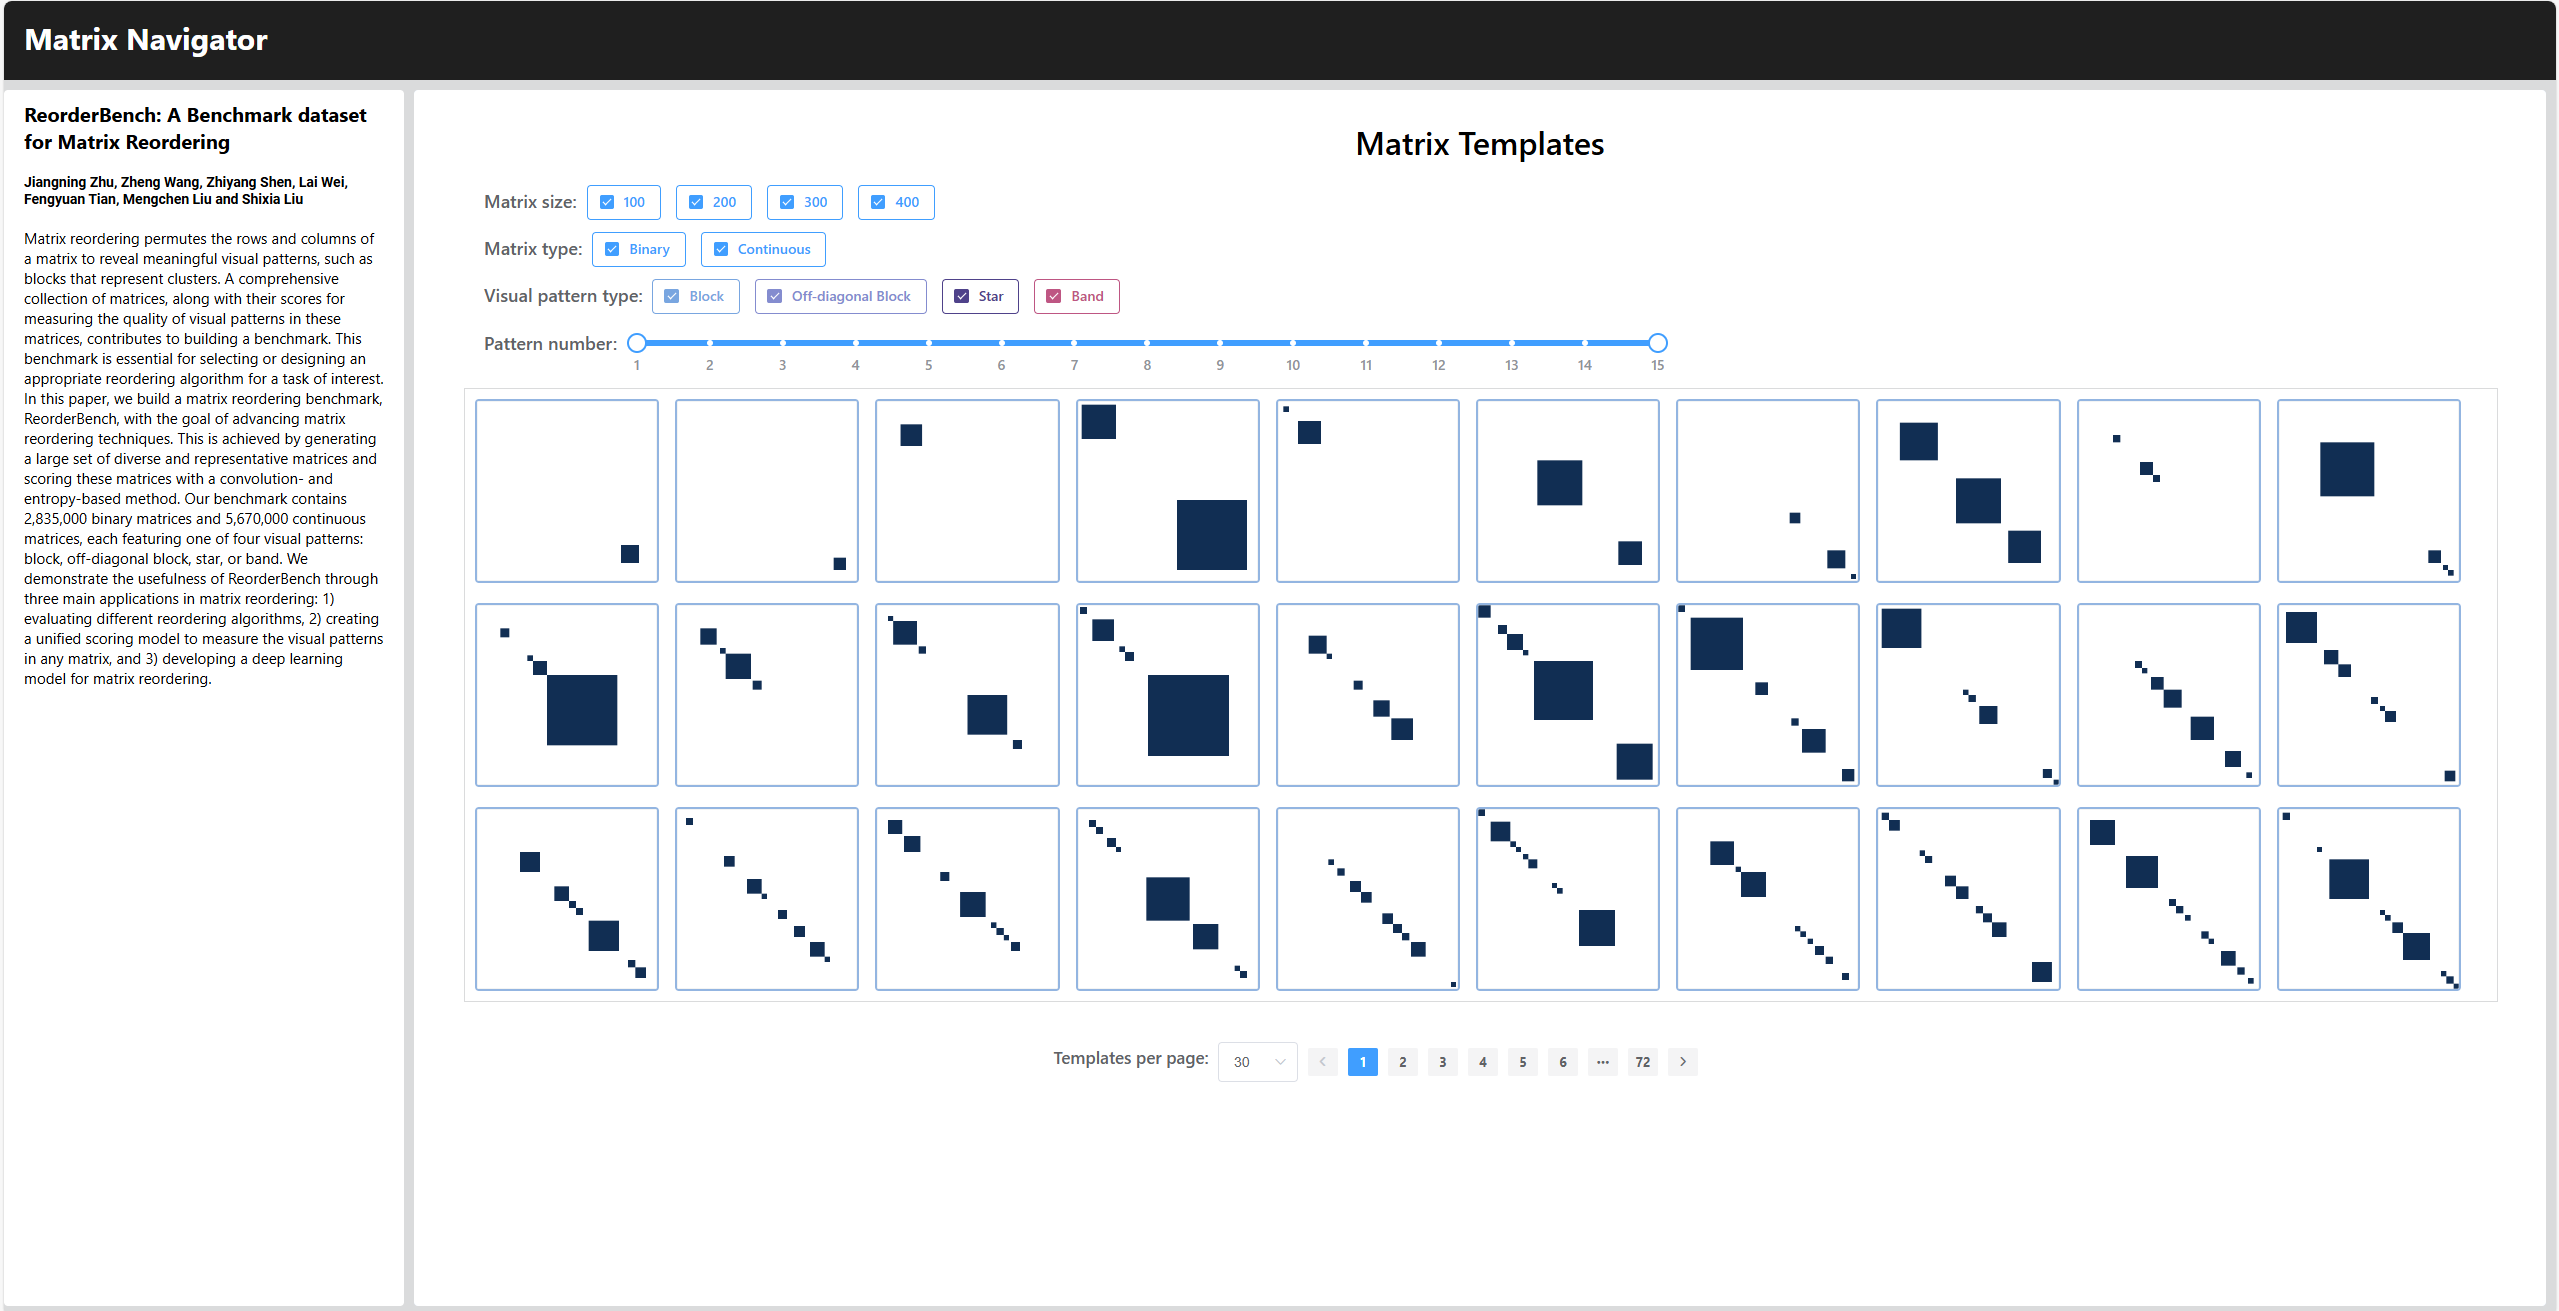 Matrix Navigator
ReorderBench: A Benchmark dataset
for Matrix Reordering
Jiangning Zhu, Zheng Wang, Zhiyang Shen, Lai Wei,
Fengyuan Tian, Mengchen Liu and Shixia Liu
Matrix reordering permutes the rows and columns of
a matrix to reveal meaningful visual patterns, such as
blocks that represent clusters. A comprehensive
collection of matrices, along with their scores for
measuring the quality of visual patterns in these
matrices, contributes to building a benchmark. This
benchmark is essential for selecting or designing an
appropriate reordering algorithm for a task of interest.
In this paper, we build a matrix reordering benchmark,
ReorderBench, with the goal of advancing matrix
reordering techniques. This is achieved by generating
a large set of diverse and representative matrices and
scoring these matrices with a convolution- and
entropy-based method. Our benchmark contains
2,835,000 binary matrices and 5,670,000 continuous
matrices, each featuring one of four visual patterns:
block, off-diagonal block, star, or band. We
demonstrate the usefulness of ReorderBench through
three main applications in matrix reordering: 1)
evaluating different reordering algorithms, 2) creating
a unified scoring model to measure the visual patterns
in any matrix, and 3) developing a deep learning
model for matrix reordering.
Matrix Templates
Matrix size: 100 200 300 400
Matrix type: Binary Continuous
Visual pattern type: Block Off-diagonal Block Star Band
Pattern number:
1 2 3 4 5 6 7 8 9 10 11 12 13 14 15
Templates per page: 30 1 2 3 4 5 6 ••• 72